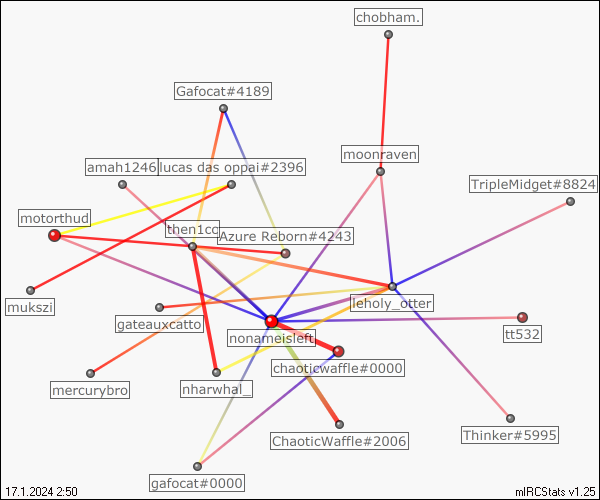 chobham.
Gafocat#4189
moonraven
amah1246
lucas das oppai#2396
TripleMidget#8824
motorthud
then1cc
Azure Reborn#4243
mukszi
leholy_otter
gateauxcatto
nonameisleft
tt532
chaoticwaffle#0000
mercurybro
nharwhal_
ChaoticWaffle#2006
Thinker#5995
gafocat#0000
17.1.2024 2:50
mIRCStats v1.25